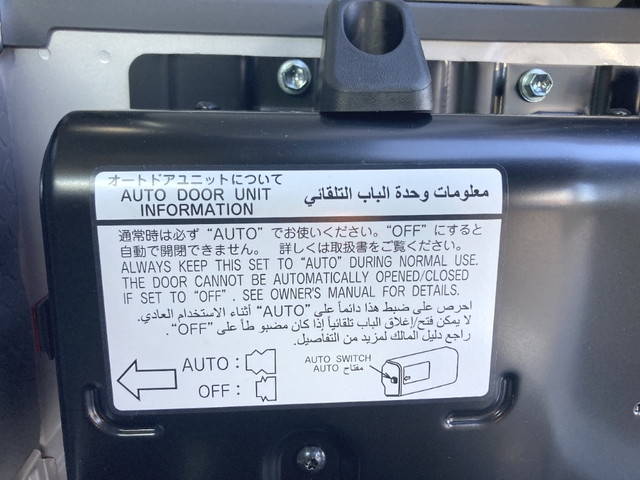 オートドアユニットについて
AUTO DOOR UNIT
INFORMATION
معلومات وحدة الباب التلقائي
通常時は必ず “AUTO” でお使いください。“OFF” にすると
自動で開閉できません。 詳しくは取扱書をご覧ください。
ALWAYS KEEP THIS SET TO “AUTO” DURING NORMAL USE.
THE DOOR CANNOT BE AUTOMATICALLY OPENED/CLOSED
IF SET TO “OFF”. SEE OWNER'S MANUAL FOR DETAILS.
احرص على ضبط هذا دائماً على “AUTO” أثناء الاستخدام العادي.
لا يمكن فتح/إغلاق الباب تلقائياً إذا كان مضبوطاً على “OFF”.
راجع دليل المالك لمزيد من التفاصيل.
AUTO :
OFF :
AUTO SWITCH
مفتاح AUTO